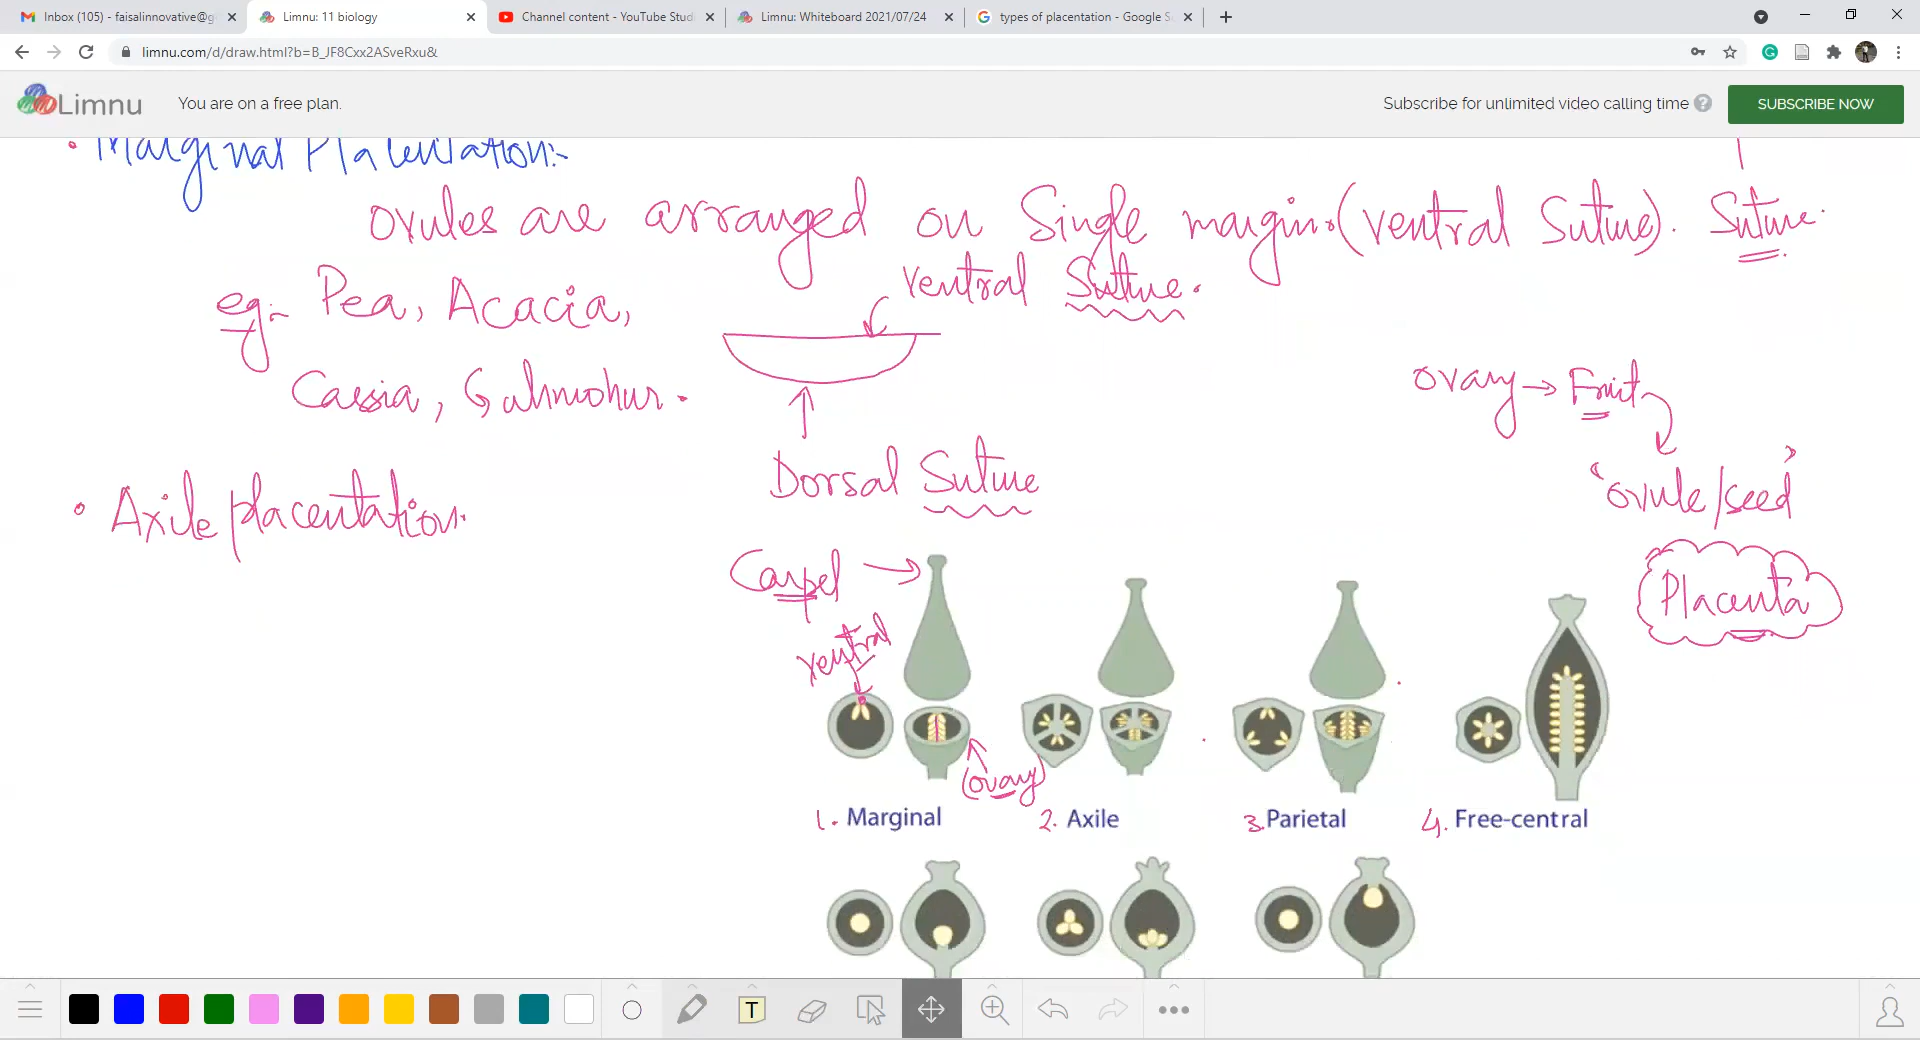 Inbox (105) - faisalinnovative@g
Limnu: 11 biology
Channel content - YouTube Stud
Limnu: Whiteboard 2021/07/24
types of placentation - Google S
limnu.com/d/draw.html?b=B_JF8Cxx2ASveRxu&
Limnu
You are on a free plan.
Subscribe for unlimited video calling time ?
SUBSCRIBE NOW
• Marginal Placentation:-
ovules are arranged on Single margin.(ventral Suture). Suture.
Ventral Suture.
eg:- Pea, Acacia,
Cassia, Gulmohur.
ovary → Fruit
Dorsal Suture
"ovule/seed"
• Axile placentation.
Carpel →
Placenta
Ventral
(ovary)
1. Marginal
2. Axile
3. Parietal
4. Free-central
T